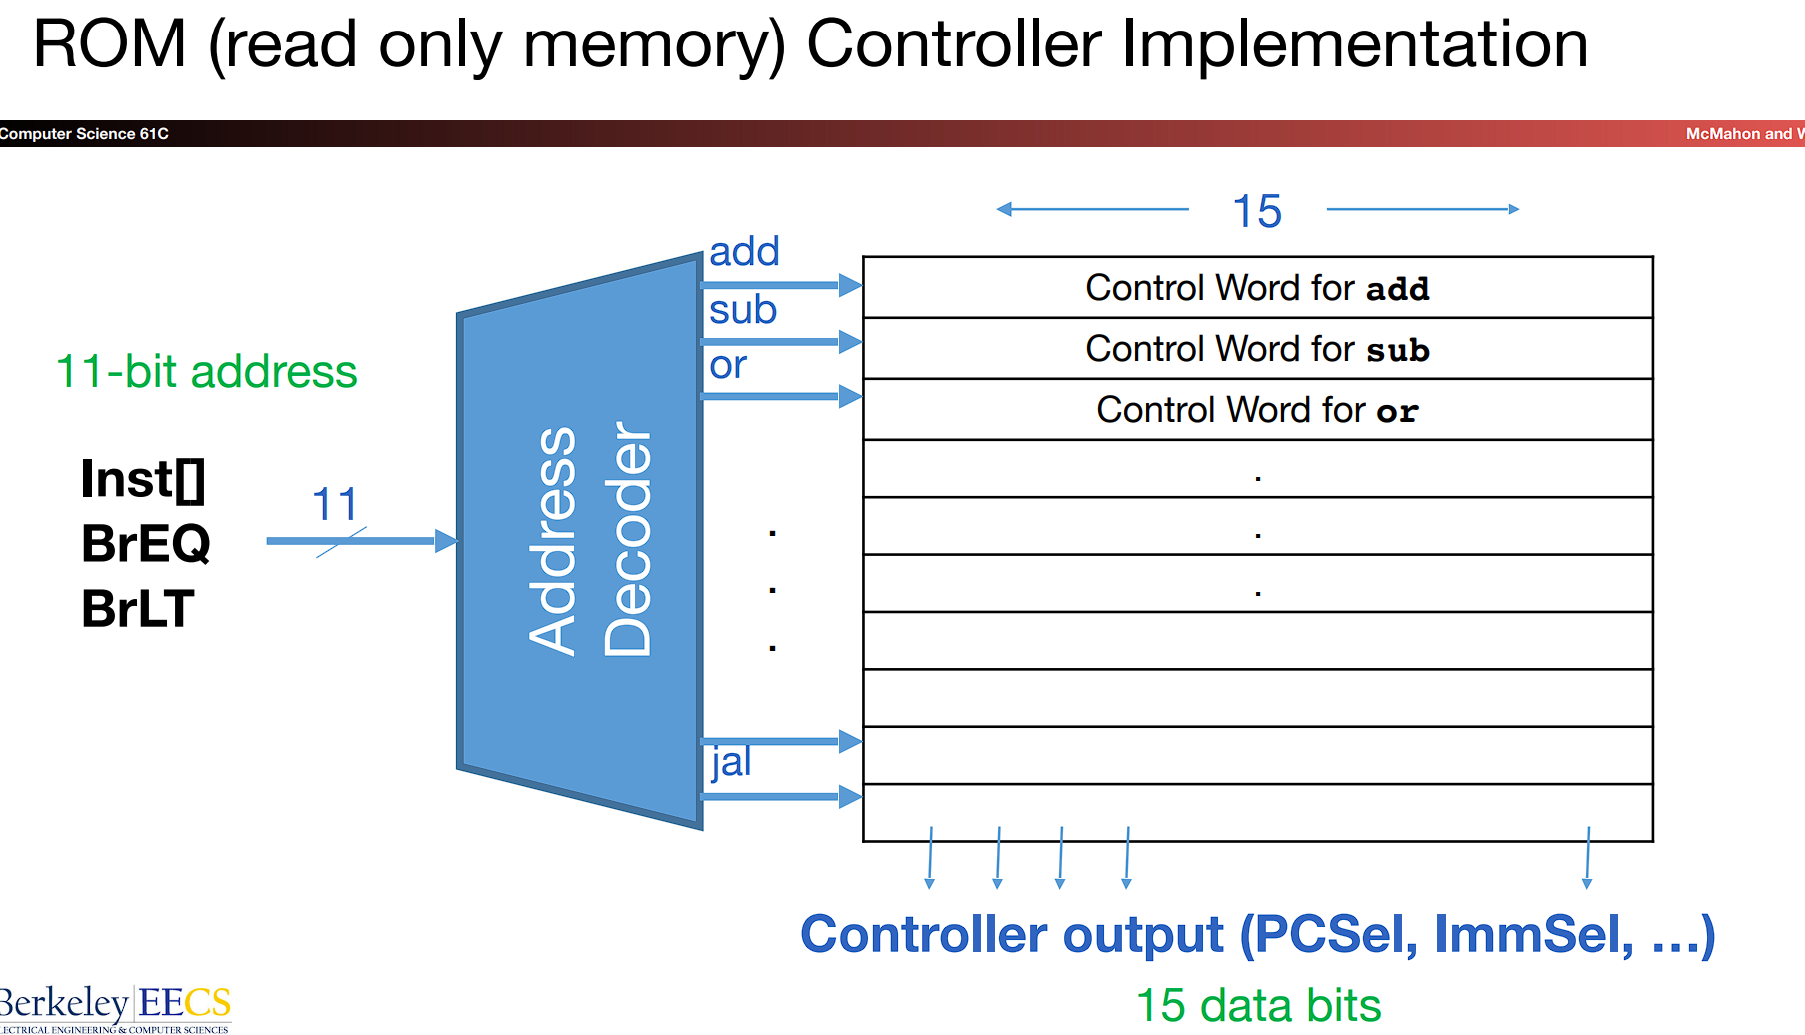 ROM (read only memory) Controller Implementation
Computer Science 61C
McMahon and
15
add
Control Word for add
sub
Control Word for sub
or
Control Word for or
11-bit address
Inst[]
BrEQ
BrLT
11
Address
Decoder
.
.
.
.
.
.
jal
Controller output (PCSel, ImmSel, …)
15 data bits
Berkeley EECS
ELECTRICAL ENGINEERING & COMPUTER SCIENCES